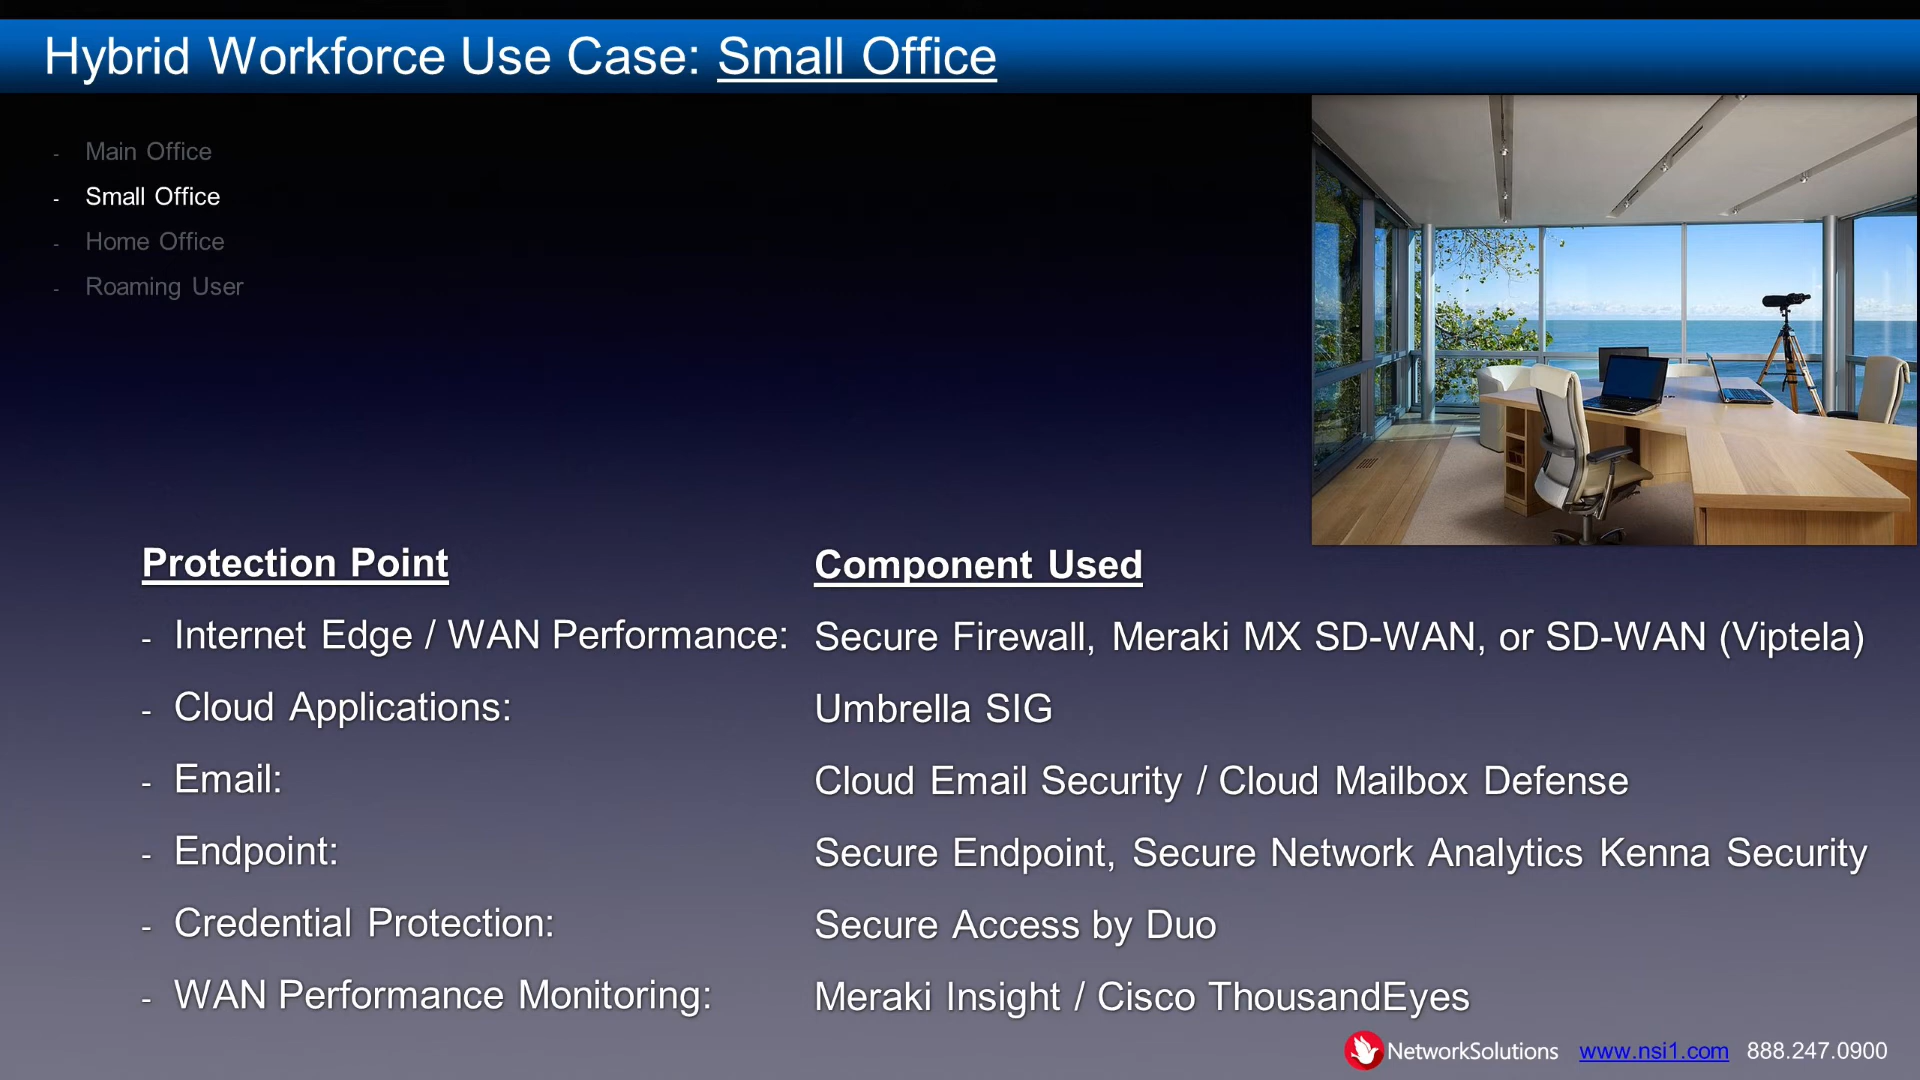 Hybrid Workforce Use Case: Small Office
- Main Office
- Small Office
- Home Office
- Roaming User
Protection Point Component Used
- Internet Edge / WAN Performance: Secure Firewall, Meraki MX SD-WAN, or SD-WAN (Viptela)
- Cloud Applications: Umbrella SIG
- Email: Cloud Email Security / Cloud Mailbox Defense
- Endpoint: Secure Endpoint, Secure Network Analytics Kenna Security
- Credential Protection: Secure Access by Duo
- WAN Performance Monitoring: Meraki Insight / Cisco ThousandEyes
NetworkSolutions www.nsi1.com 888.247.0900